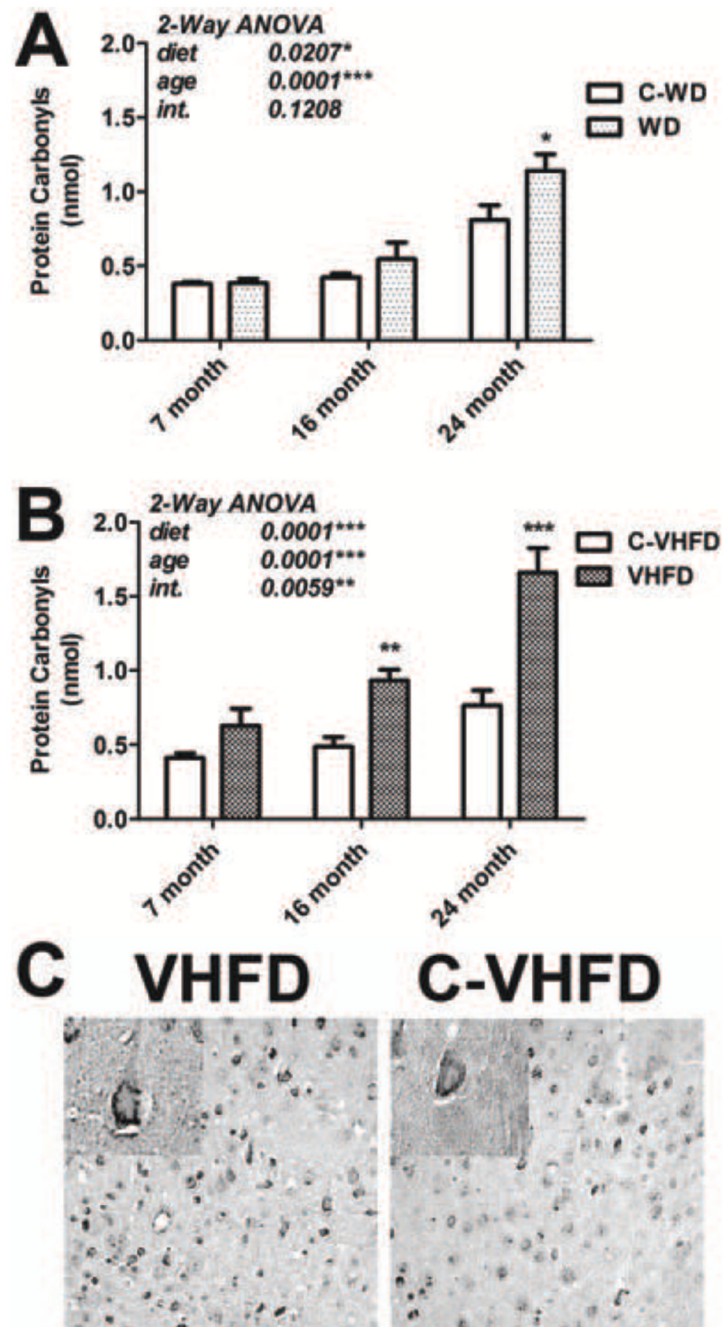 A
2-Way ANOVA
diet 0.0207*
age 0.0001***
int. 0.1208
C-WD
WD
Protein Carbonyls
(nmol)
2.0
1.5
1.0
0.5
0.0
*
7 month
16 month
24 month
B
2-Way ANOVA
diet 0.0001***
age 0.0001***
int. 0.0059**
C-VHFD
VHFD
Protein Carbonyls
(nmol)
2.0
1.5
1.0
0.5
0.0
**
***
7 month
16 month
24 month
C VHFD C-VHFD